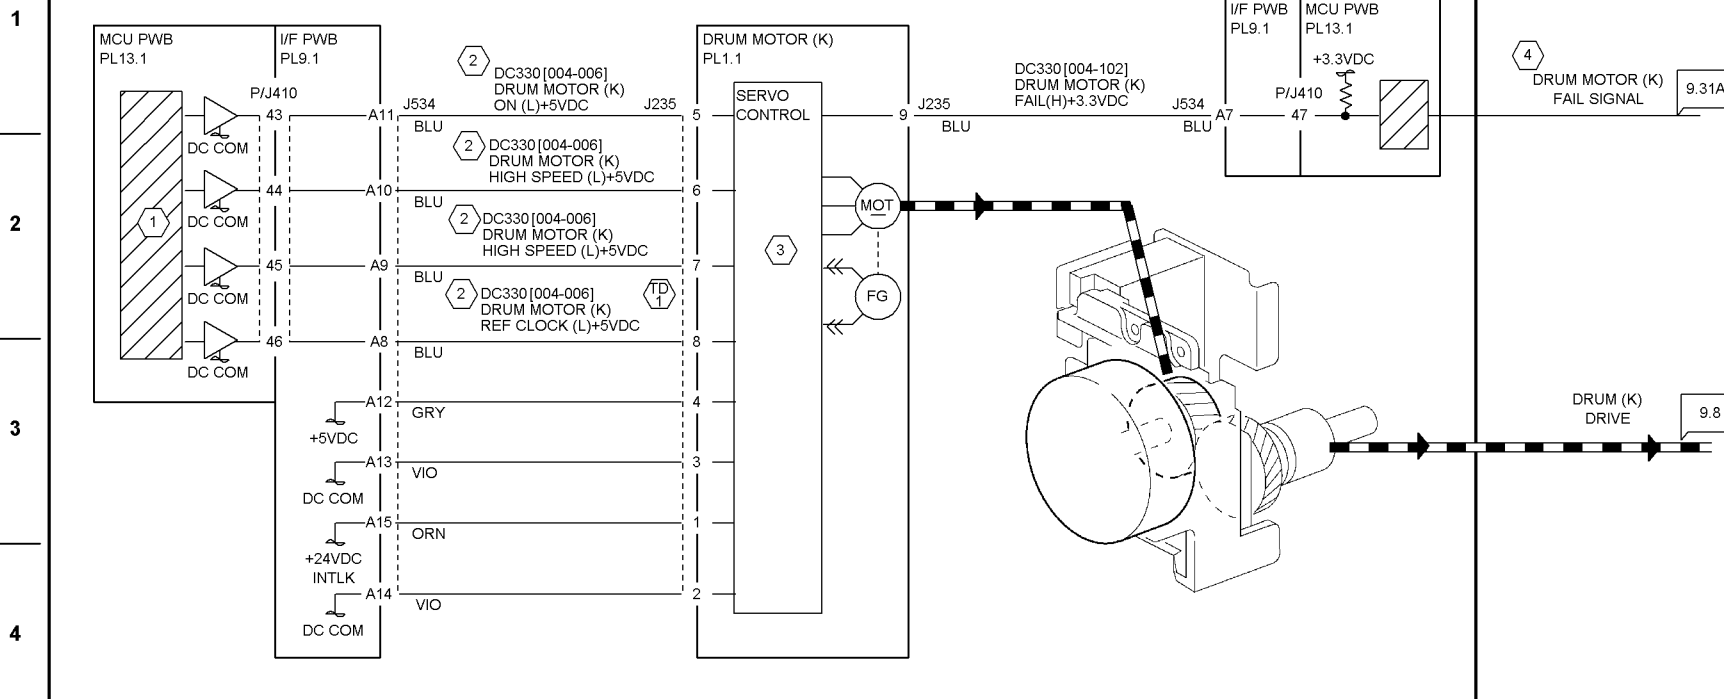 1
2
3
4
MCU PWB
PL13.1
I/F PWB
PL9.1
P/J410
1
DC COM
DC COM
DC COM
DC COM
43
44
45
46
A11
A10
A9
A8
A12
A13
A15
A14
+5VDC
DC COM
+24VDC
INTLK
DC COM
J534
BLU
BLU
BLU
BLU
GRY
VIO
ORN
VIO
2
DC330[004-006]
DRUM MOTOR (K)
ON (L)+5VDC
2
DC330[004-006]
DRUM MOTOR (K)
HIGH SPEED (L)+5VDC
2
DC330[004-006]
DRUM MOTOR (K)
HIGH SPEED (L)+5VDC
2
DC330[004-006]
DRUM MOTOR (K)
REF CLOCK (L)+5VDC
TD
1
J235
5
6
7
8
4
3
1
2
DRUM MOTOR (K)
PL1.1
SERVO
CONTROL
3
MOT
FG
9
J235
BLU
DC330[004-102]
DRUM MOTOR (K)
FAIL(H)+3.3VDC
J534
BLU
A7
I/F PWB
PL9.1
MCU PWB
PL13.1
+3.3VDC
P/J410
47
4
DRUM MOTOR (K)
FAIL SIGNAL
9.31A
DRUM (K)
DRIVE
9.8